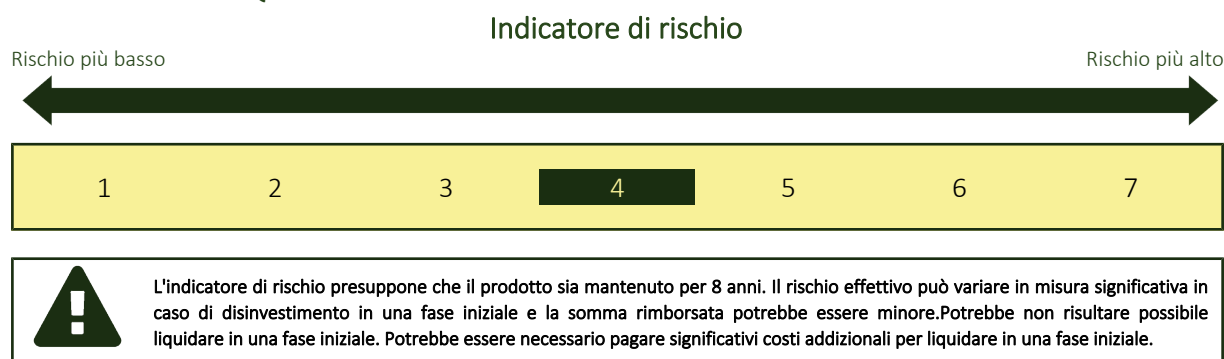 Indicatore di rischio
Rischio più basso
Rischio più alto
1 2 3 4 5 6 7
L'indicatore di rischio presuppone che il prodotto sia mantenuto per 8 anni. Il rischio effettivo può variare in misura significativa in
caso di disinvestimento in una fase iniziale e la somma rimborsata potrebbe essere minore.Potrebbe non risultare possibile
liquidare in una fase iniziale. Potrebbe essere necessario pagare significativi costi addizionali per liquidare in una fase iniziale.